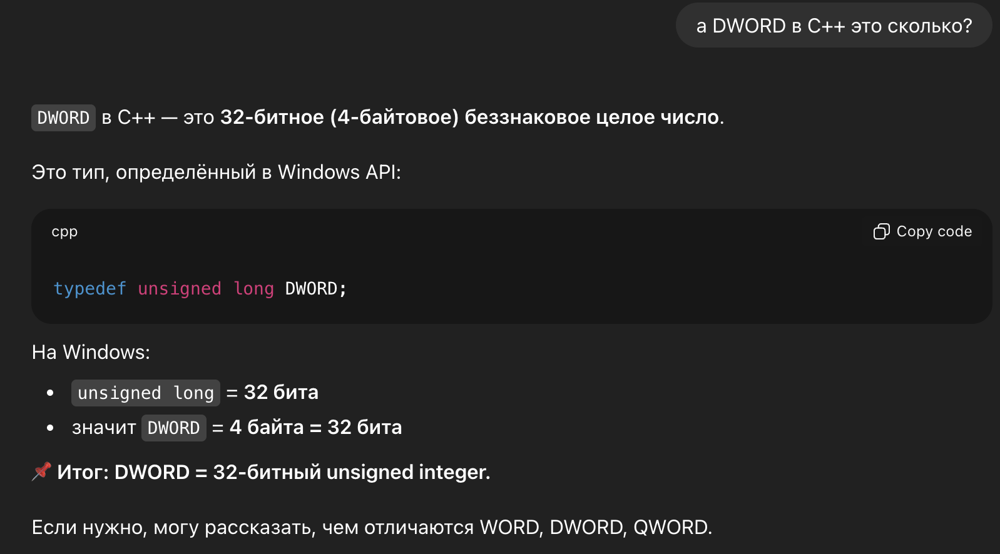 а DWORD в C++ это сколько?
DWORD в C++ — это 32-битное (4-байтовое) беззнаковое целое число.
Это тип, определённый в Windows API:
cpp
Copy code
typedef unsigned long DWORD;
На Windows:
• unsigned long = 32 бита
• значит DWORD = 4 байта = 32 бита
📌 Итог: DWORD = 32-битный unsigned integer.
Если нужно, могу рассказать, чем отличаются WORD, DWORD, QWORD.